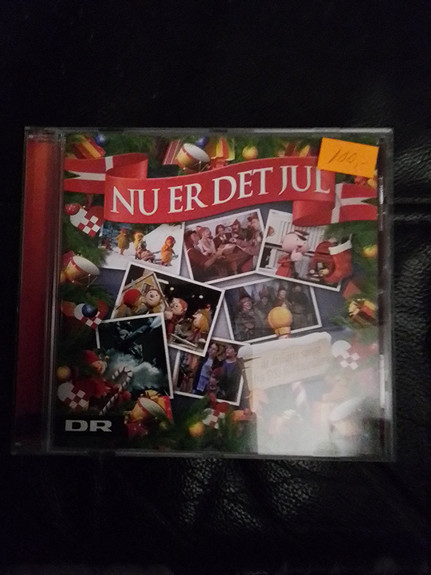 NU ER DET JUL
100,-
DR